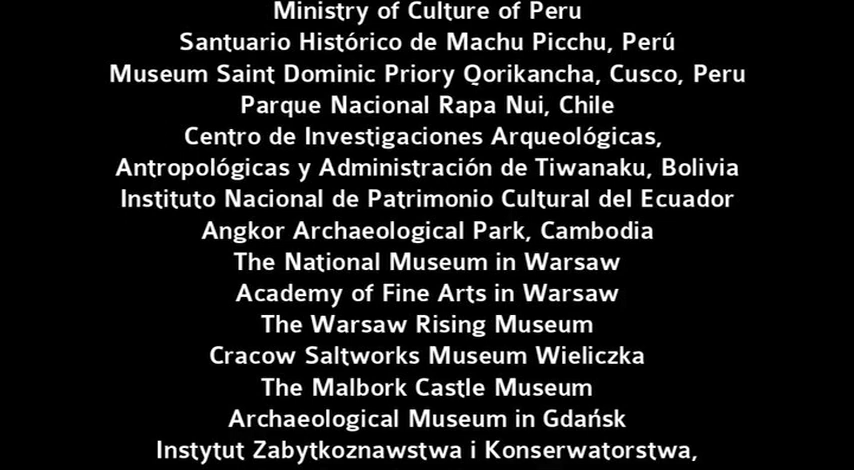 Ministry of Culture of Peru
Santuario Histórico de Machu Picchu, Perú
Museum Saint Dominic Priory Qorikancha, Cusco, Peru
Parque Nacional Rapa Nui, Chile
Centro de Investigaciones Arqueológicas,
Antropológicas y Administración de Tiwanaku, Bolivia
Instituto Nacional de Patrimonio Cultural del Ecuador
Angkor Archaeological Park, Cambodia
The National Museum in Warsaw
Academy of Fine Arts in Warsaw
The Warsaw Rising Museum
Cracow Saltworks Museum Wieliczka
The Malbork Castle Museum
Archaeological Museum in Gdańsk
Instytut Zabytkoznawstwa i Konserwatorstwa,